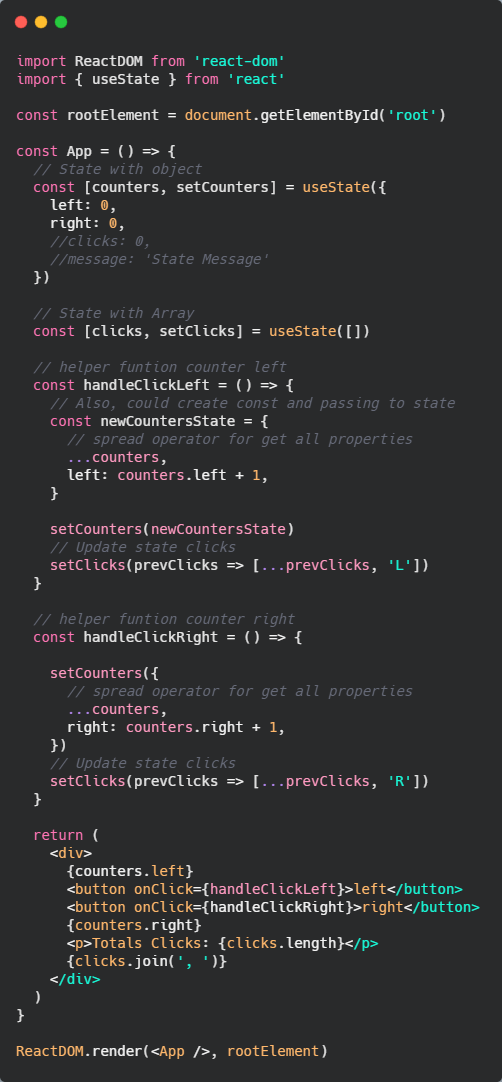 import ReactDOM from 'react-dom'
import { useState } from 'react'

const rootElement = document.getElementById('root')

const App = () => {
  // State with object
  const [counters, setCounters] = useState({
    left: 0,
    right: 0,
    //clicks: 0,
    //message: 'State Message'
  })

  // State with Array
  const [clicks, setClicks] = useState([])

  // helper funtion counter left
  const handleClickLeft = () => {
    // Also, could create const and passing to state
    const newCountersState = {
      // spread operator for get all properties
      ...counters,
      left: counters.left + 1,
    }

    setCounters(newCountersState)
    // Update state clicks
    setClicks(prevClicks => [...prevClicks, 'L'])
  }

  // helper funtion counter right
  const handleClickRight = () => {

    setCounters({
      // spread operator for get all properties
      ...counters,
      right: counters.right + 1,
    })
    // Update state clicks
    setClicks(prevClicks => [...prevClicks, 'R'])
  }

  return (
    <div>
      {counters.left}
      <button onClick={handleClickLeft}>left</button>
      <button onClick={handleClickRight}>right</button>
      {counters.right}
      <p>Totals Clicks: {clicks.length}</p>
      {clicks.join(', ')}
    </div>
  )
}

ReactDOM.render(<App />, rootElement)